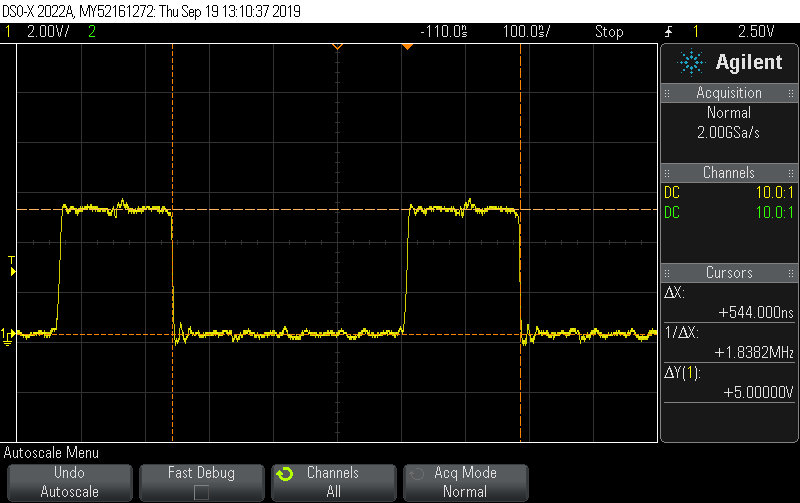 DSO-X 2022A, MY52161272: Thu Sep 19 13:10:37 2019
1 2.00V/ 2 -110.0ns 100.0ns/ Stop 1 2.50V
Agilent
Acquisition
Normal
2.00GSa/s
Channels
DC 10.0:1
DC 10.0:1
T
Cursors
ΔX:
+544.000ns
1/ΔX:
+1.8382MHz
1
ΔY(1):
+5.00000V
Autoscale Menu
Undo
Autoscale
Fast Debug
Channels
All
Acq Mode
Normal